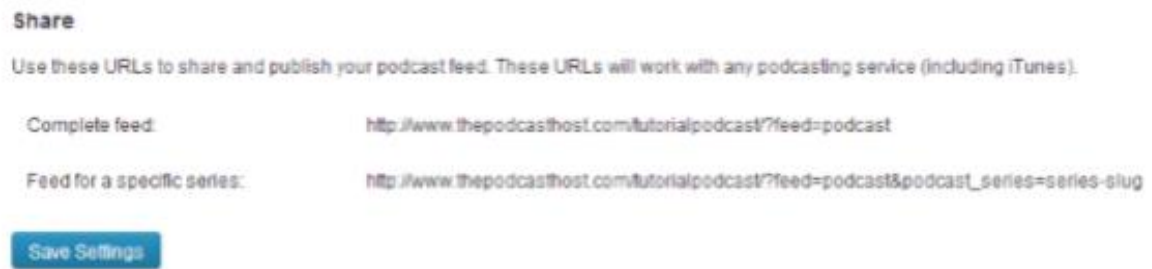 Share
Use these URLs to share and publish your podcast feed. These URLs will work with any podcasting service (including iTunes).
Complete feed: http://www.thepodcasthost.com/tutorialpodcast/?feed=podcast
Feed for a specific series: http://www.thepodcasthost.com/tutorialpodcast/?feed=podcast&podcast_series=series-slug
Save Settings